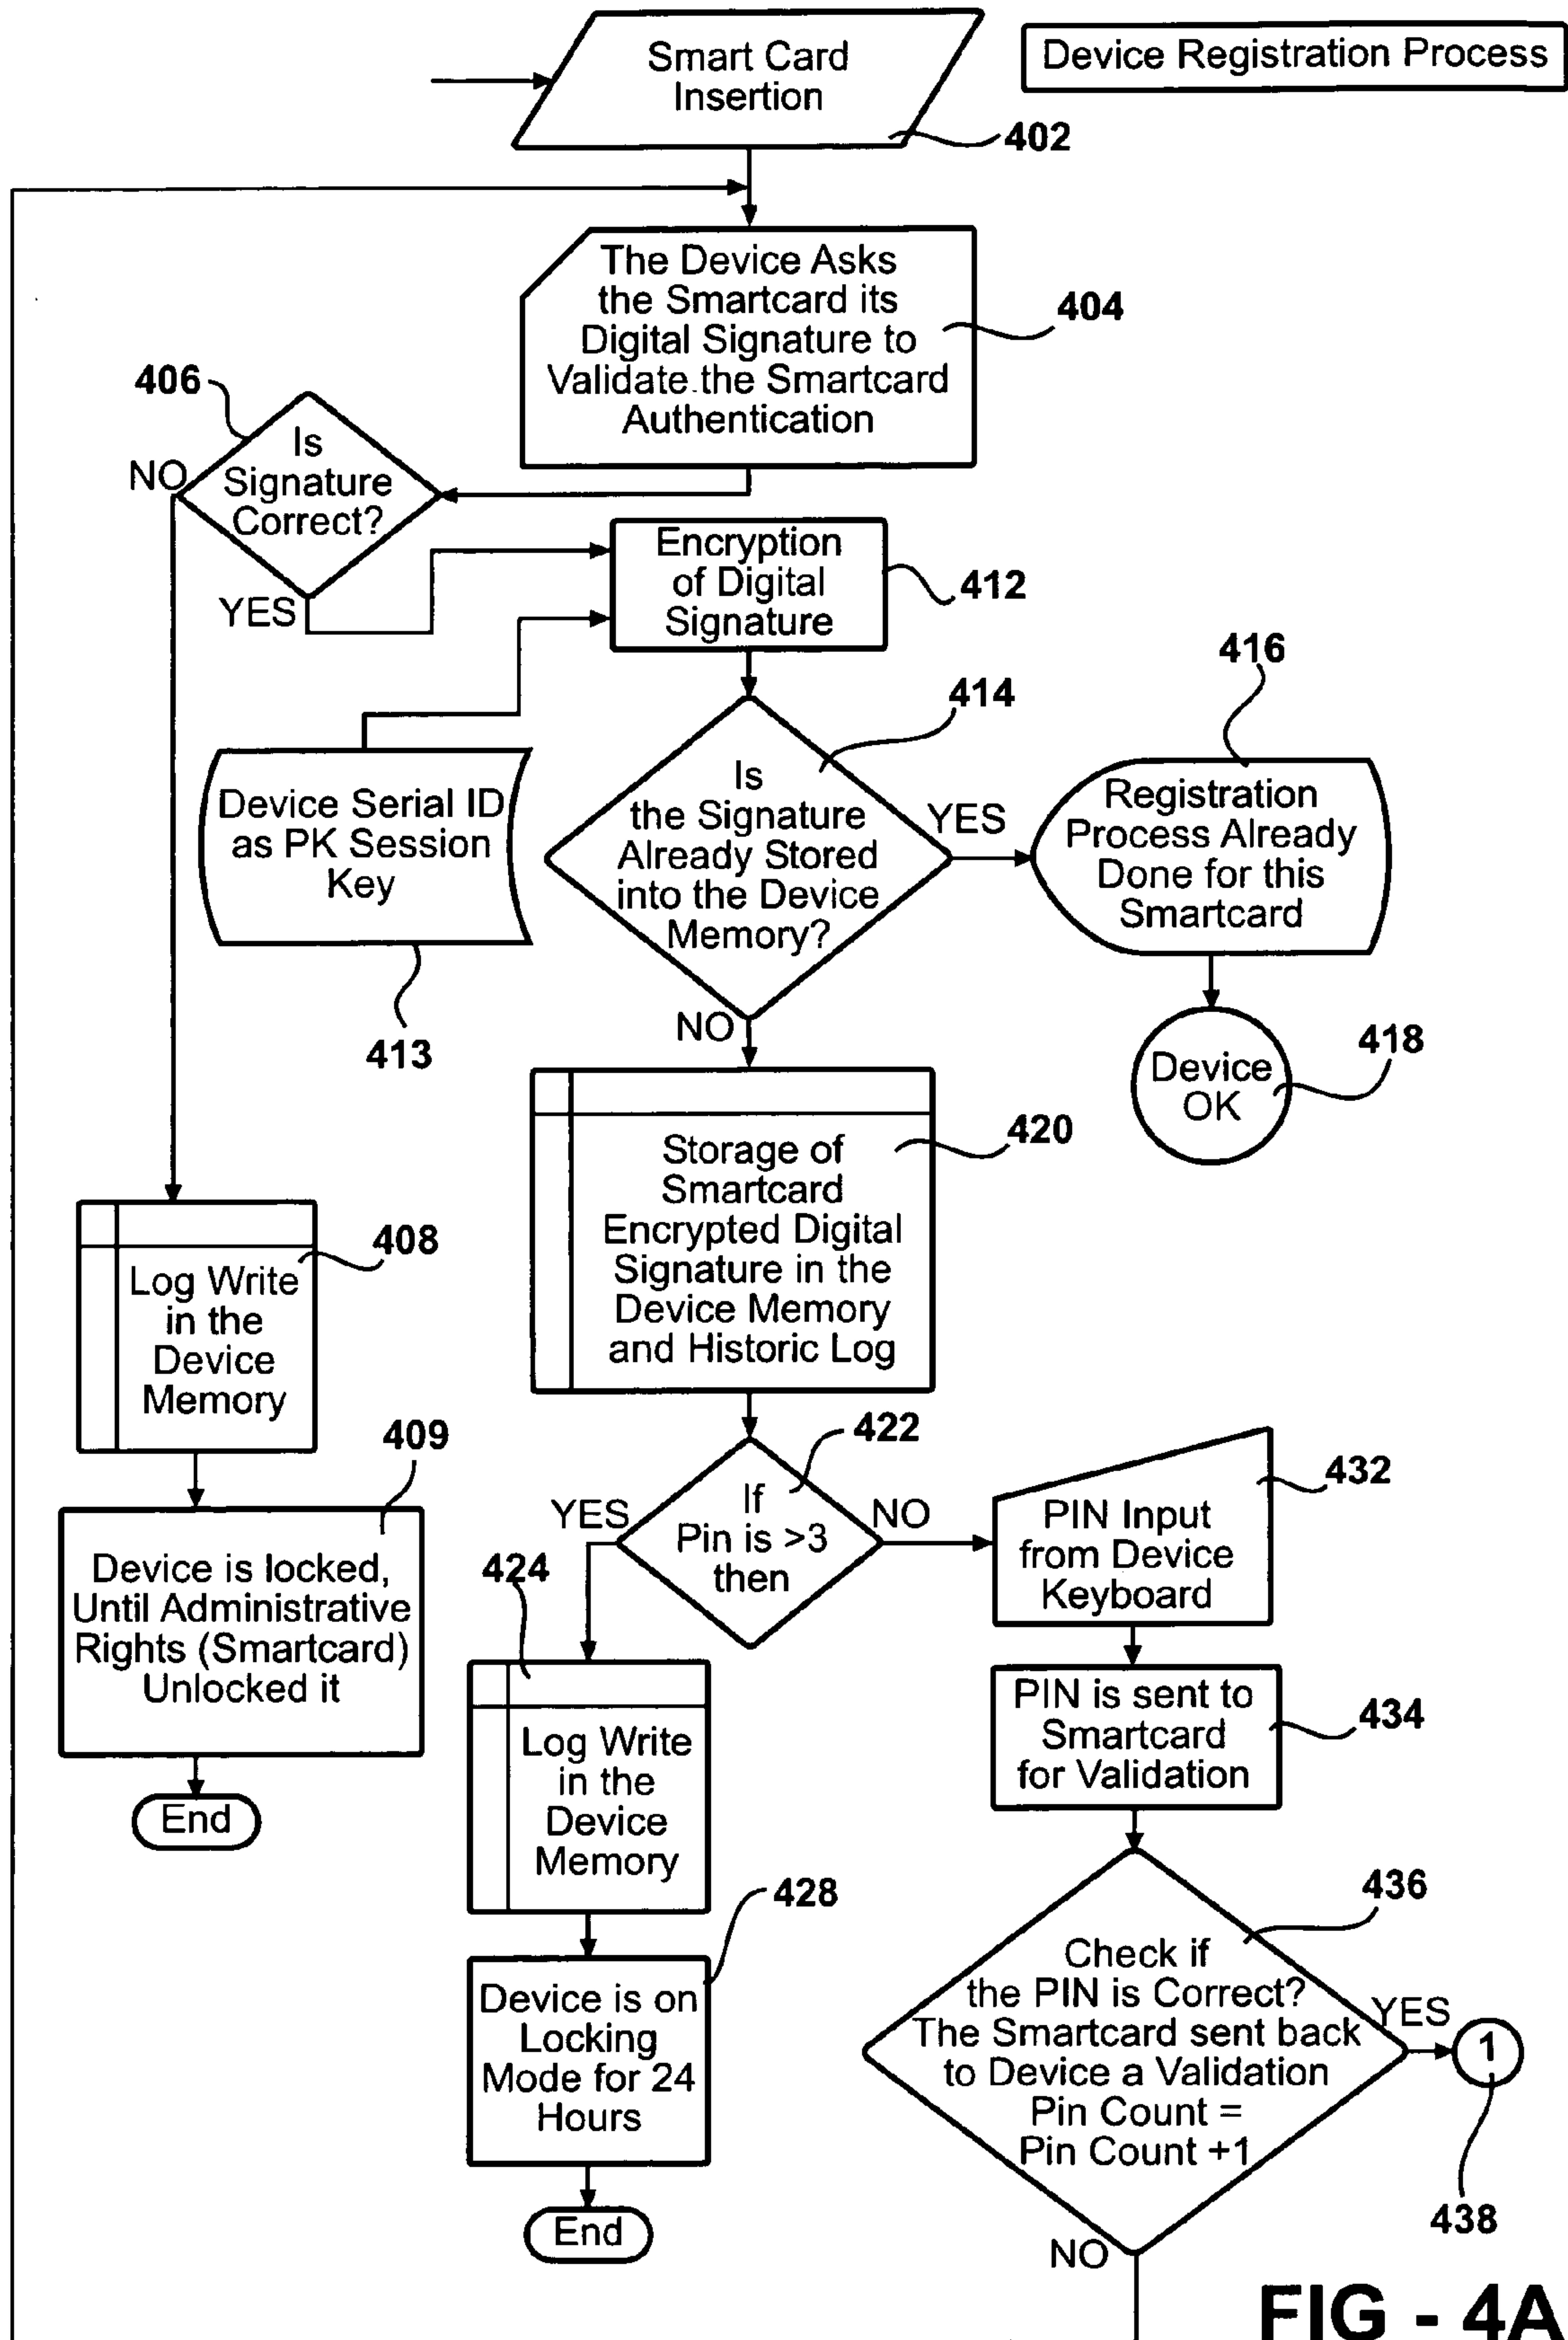 Smart Card
Insertion
Device Registration Process
402
The Device Asks
the Smartcard its
Digital Signature to
Validate the Smartcard
Authentication
404
406
Is
Signature
Correct?
NO
YES
Encryption
of Digital
Signature
412
Device Serial ID
as PK Session
Key
413
414
Is
the Signature
Already Stored
into the Device
Memory?
YES
NO
416
Registration
Process Already
Done for this
Smartcard
Device
OK
418
Storage of
Smartcard
Encrypted Digital
Signature in the
Device Memory
and Historic Log
420
Log Write
in the
Device
Memory
408
409
Device is locked,
Until Administrative
Rights (Smartcard)
Unlocked it
End
422
If
Pin is >3
then
YES
NO
424
Log Write
in the
Device
Memory
428
Device is on
Locking
Mode for 24
Hours
End
432
PIN Input
from Device
Keyboard
PIN is sent to
Smartcard
for Validation
434
436
Check if
the PIN is Correct?
The Smartcard sent back
to Device a Validation
Pin Count =
Pin Count +1
YES
1
438
NO
FIG - 4A